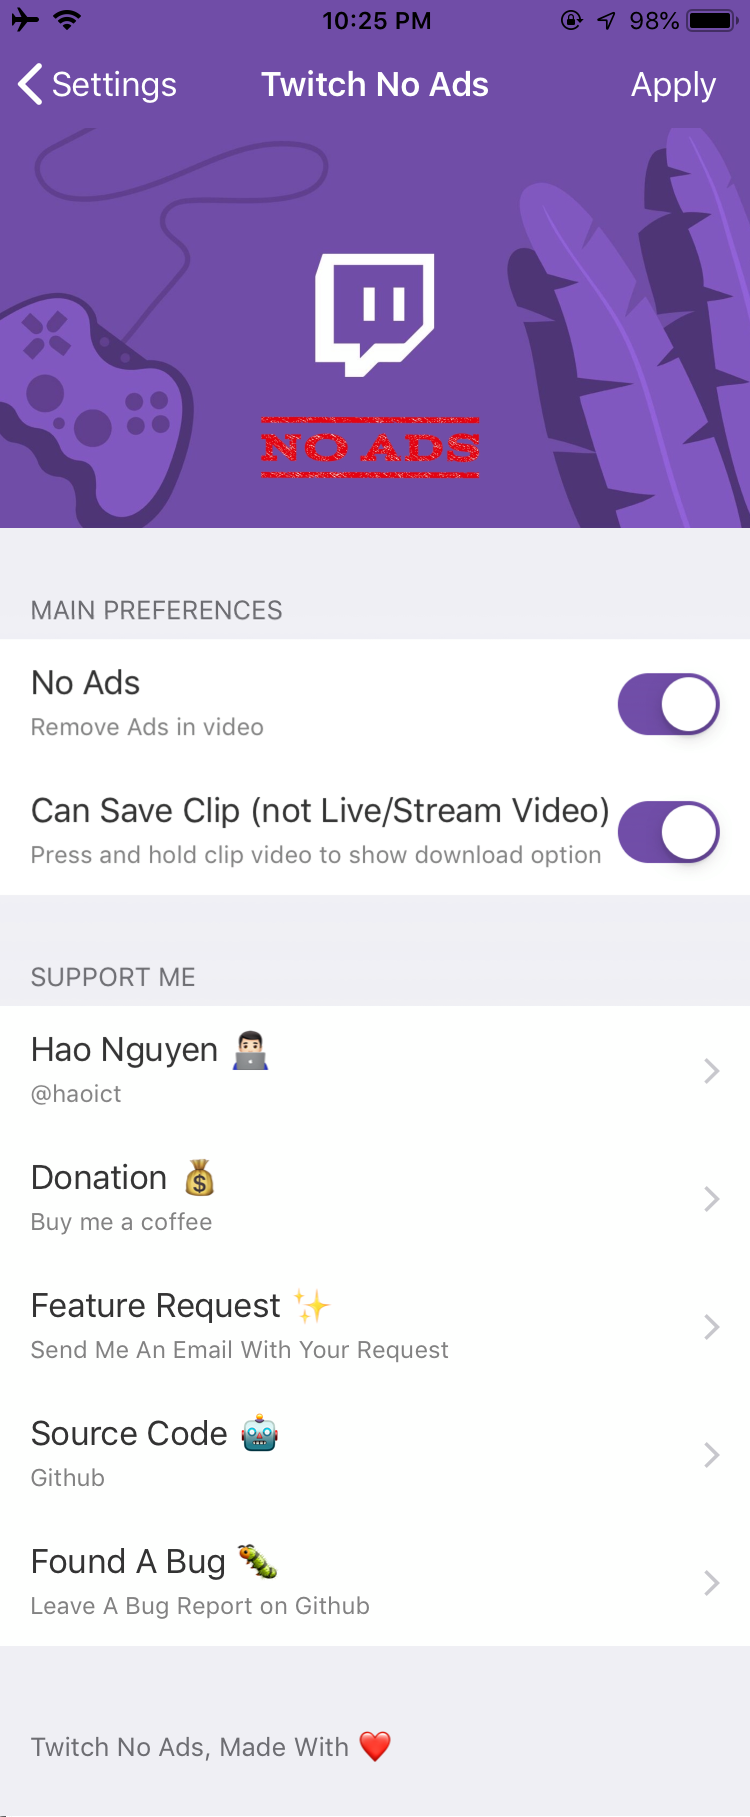 10:25 PM 98%
Settings Twitch No Ads Apply
NO ADS
MAIN PREFERENCES
No Ads
Remove Ads in video
Can Save Clip (not Live/Stream Video)
Press and hold clip video to show download option
SUPPORT ME
Hao Nguyen 👨🏻‍💻
@haoict
Donation 💰
Buy me a coffee
Feature Request ✨
Send Me An Email With Your Request
Source Code 🤖
Github
Found A Bug 🐛
Leave A Bug Report on Github
Twitch No Ads, Made With ❤️